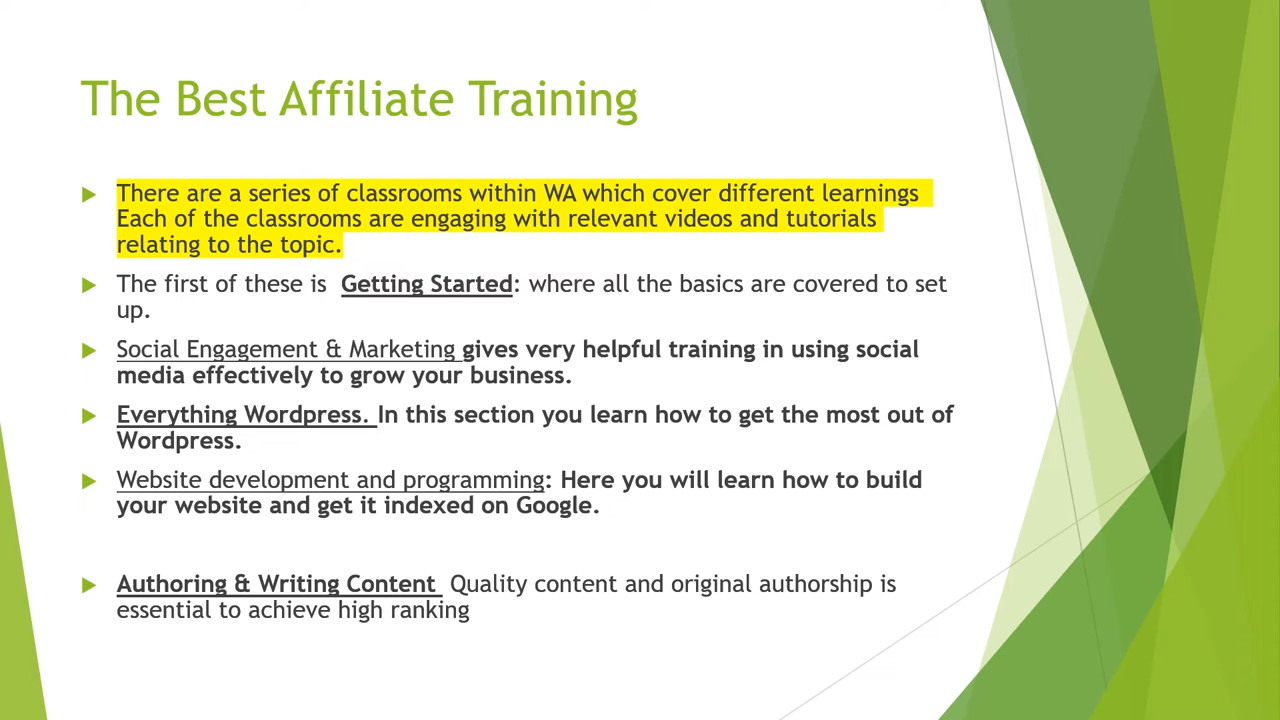 The Best Affiliate Training
There are a series of classrooms within WA which cover different learnings
Each of the classrooms are engaging with relevant videos and tutorials
relating to the topic.
The first of these is Getting Started: where all the basics are covered to set
up.
Social Engagement & Marketing gives very helpful training in using social
media effectively to grow your business.
Everything Wordpress. In this section you learn how to get the most out of
Wordpress.
Website development and programming: Here you will learn how to build
your website and get it indexed on Google.
Authoring & Writing Content Quality content and original authorship is
essential to achieve high ranking